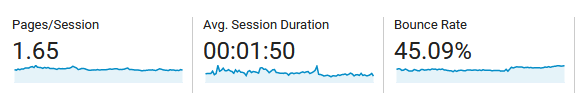 Pages/Session
1.65
Avg. Session Duration
00:01:50
Bounce Rate
45.09%